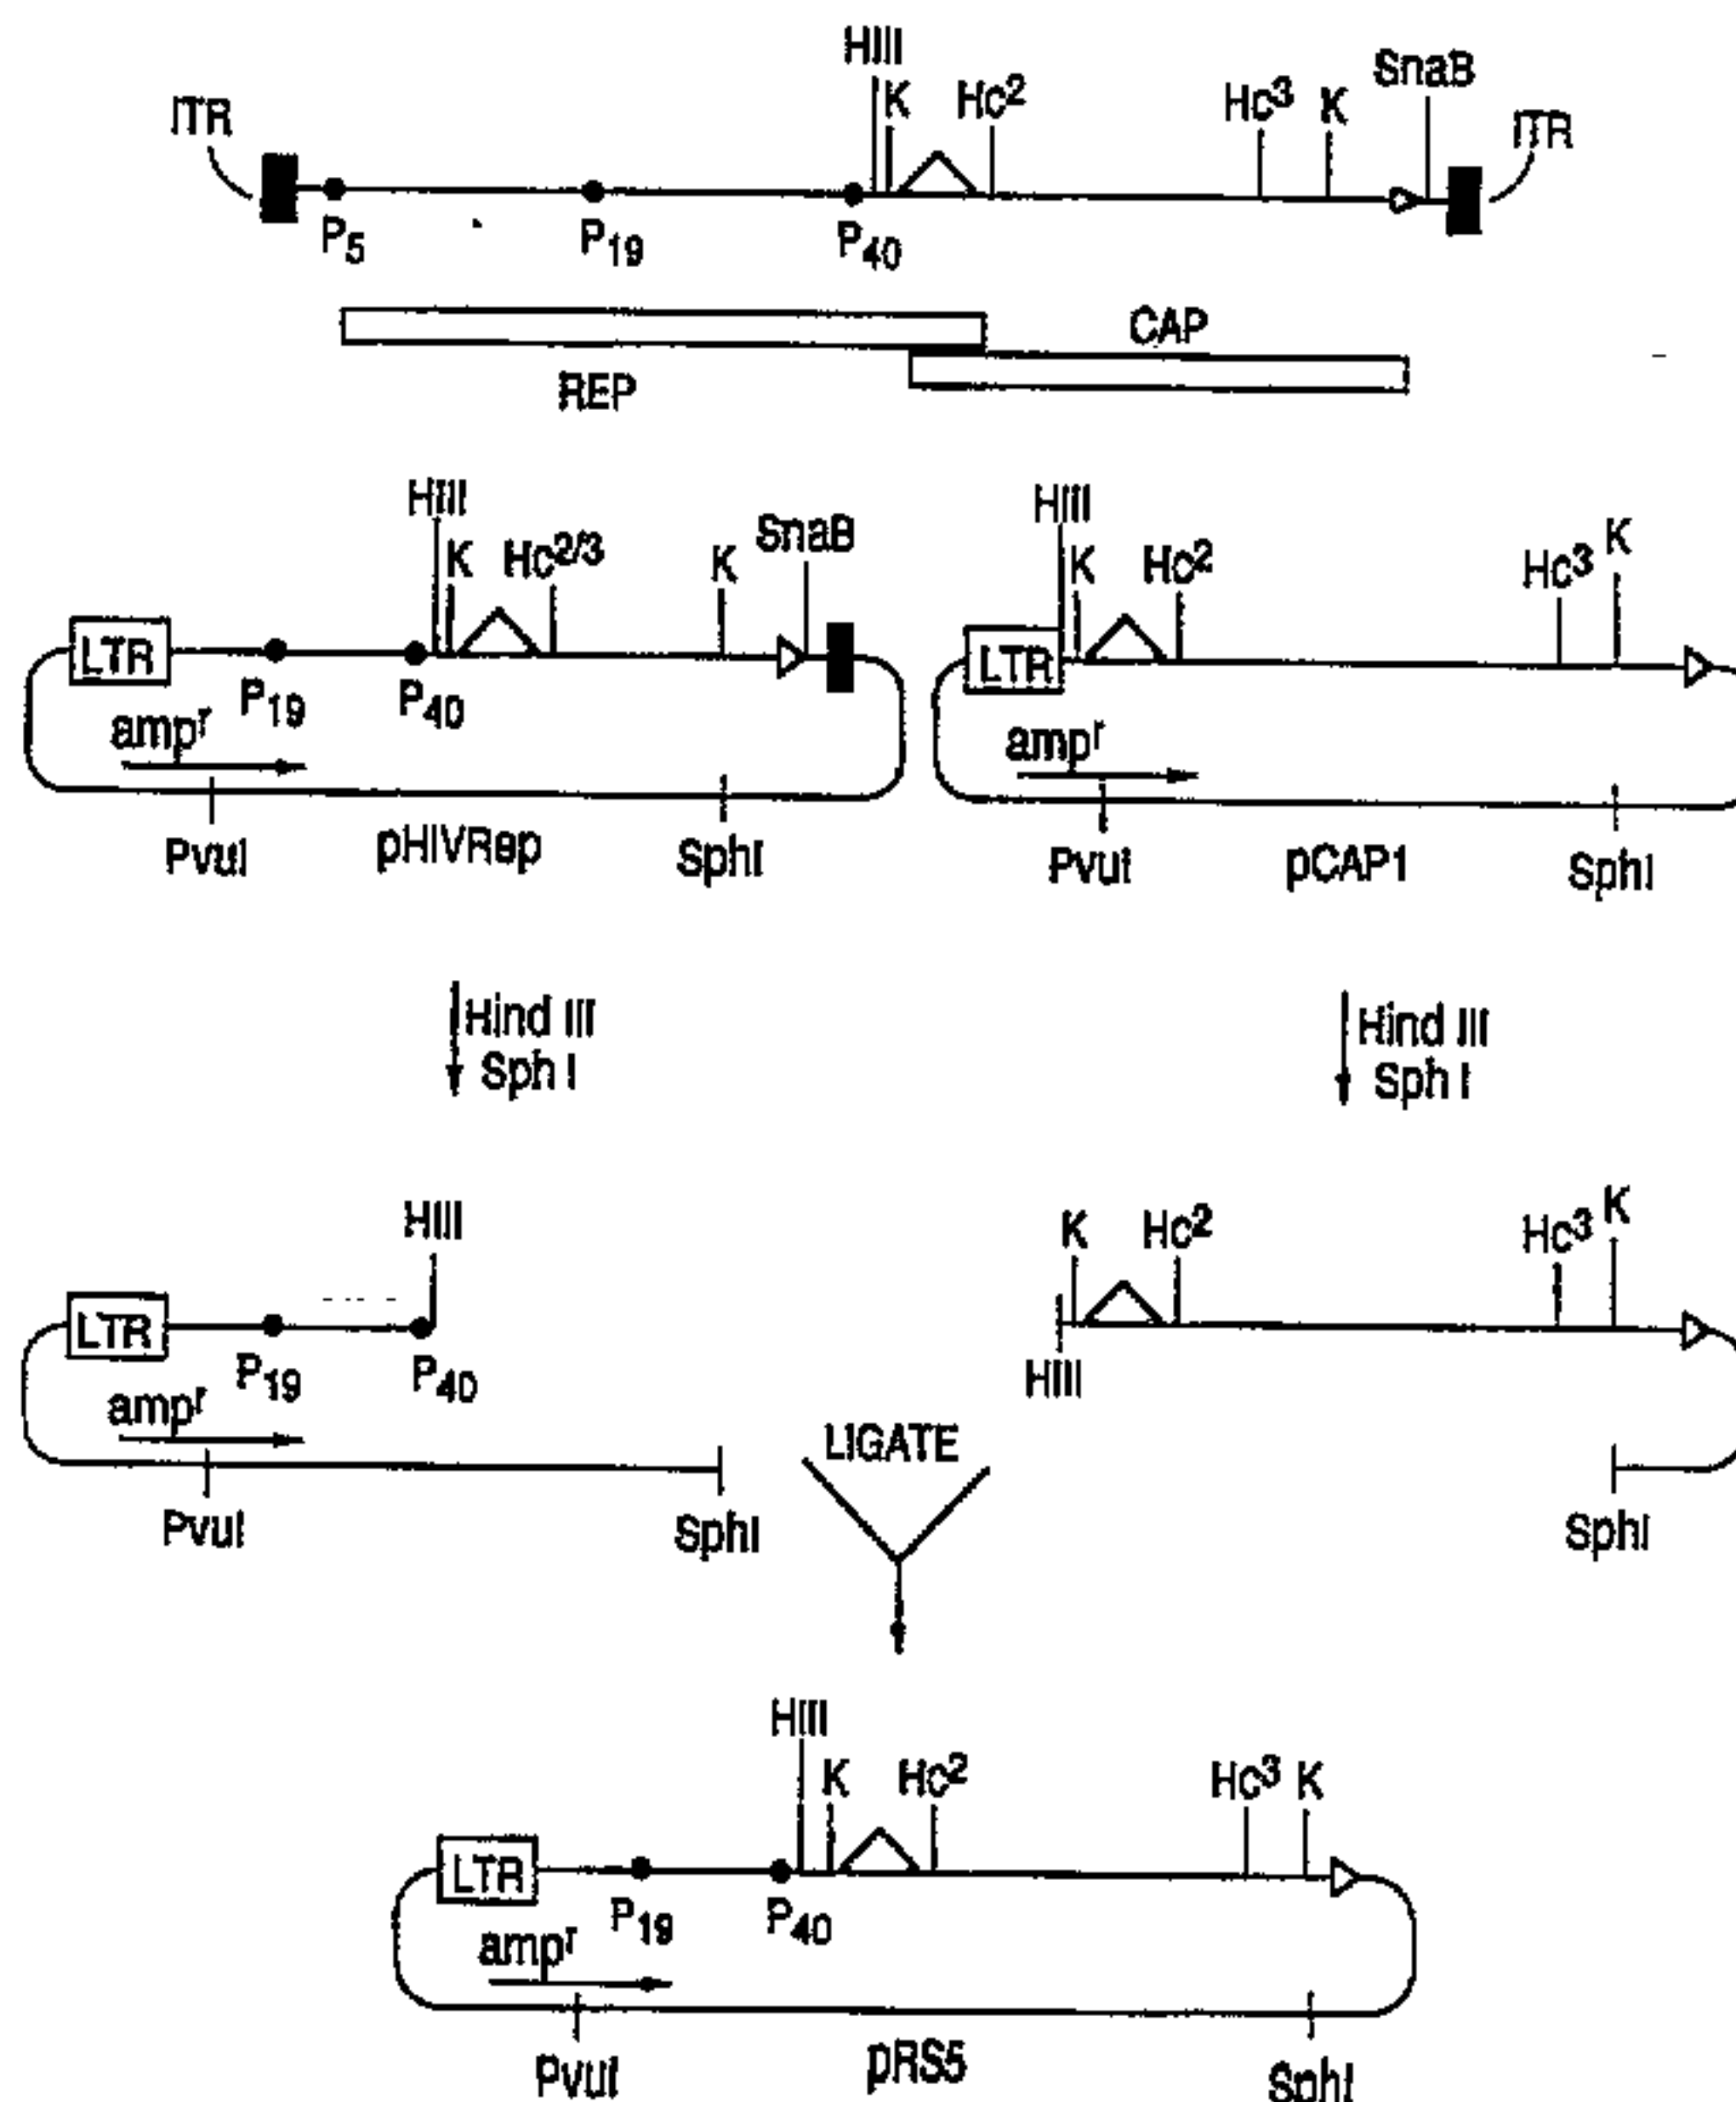 HIII
SnaB
K Hc2 Hc3 K
ITR ITR
P5 P19 P40
CAP
REP
HIII HIII
K Hc2/3 K SnaB K Hc2 Hc3 K
LTR LTR
P19 P40
ampr ampr
PvuI pHIVRep SphI PvuI pCAP1 SphI
Hind III Hind III
Sph I Sph I
HIII K Hc2 Hc3 K
LTR
P19 P40 HIII
ampr
LIGATE
PvuI SphI SphI
HIII
K Hc2 Hc3 K
LTR
P19 P40
ampr
PvuI pRS5 SphI